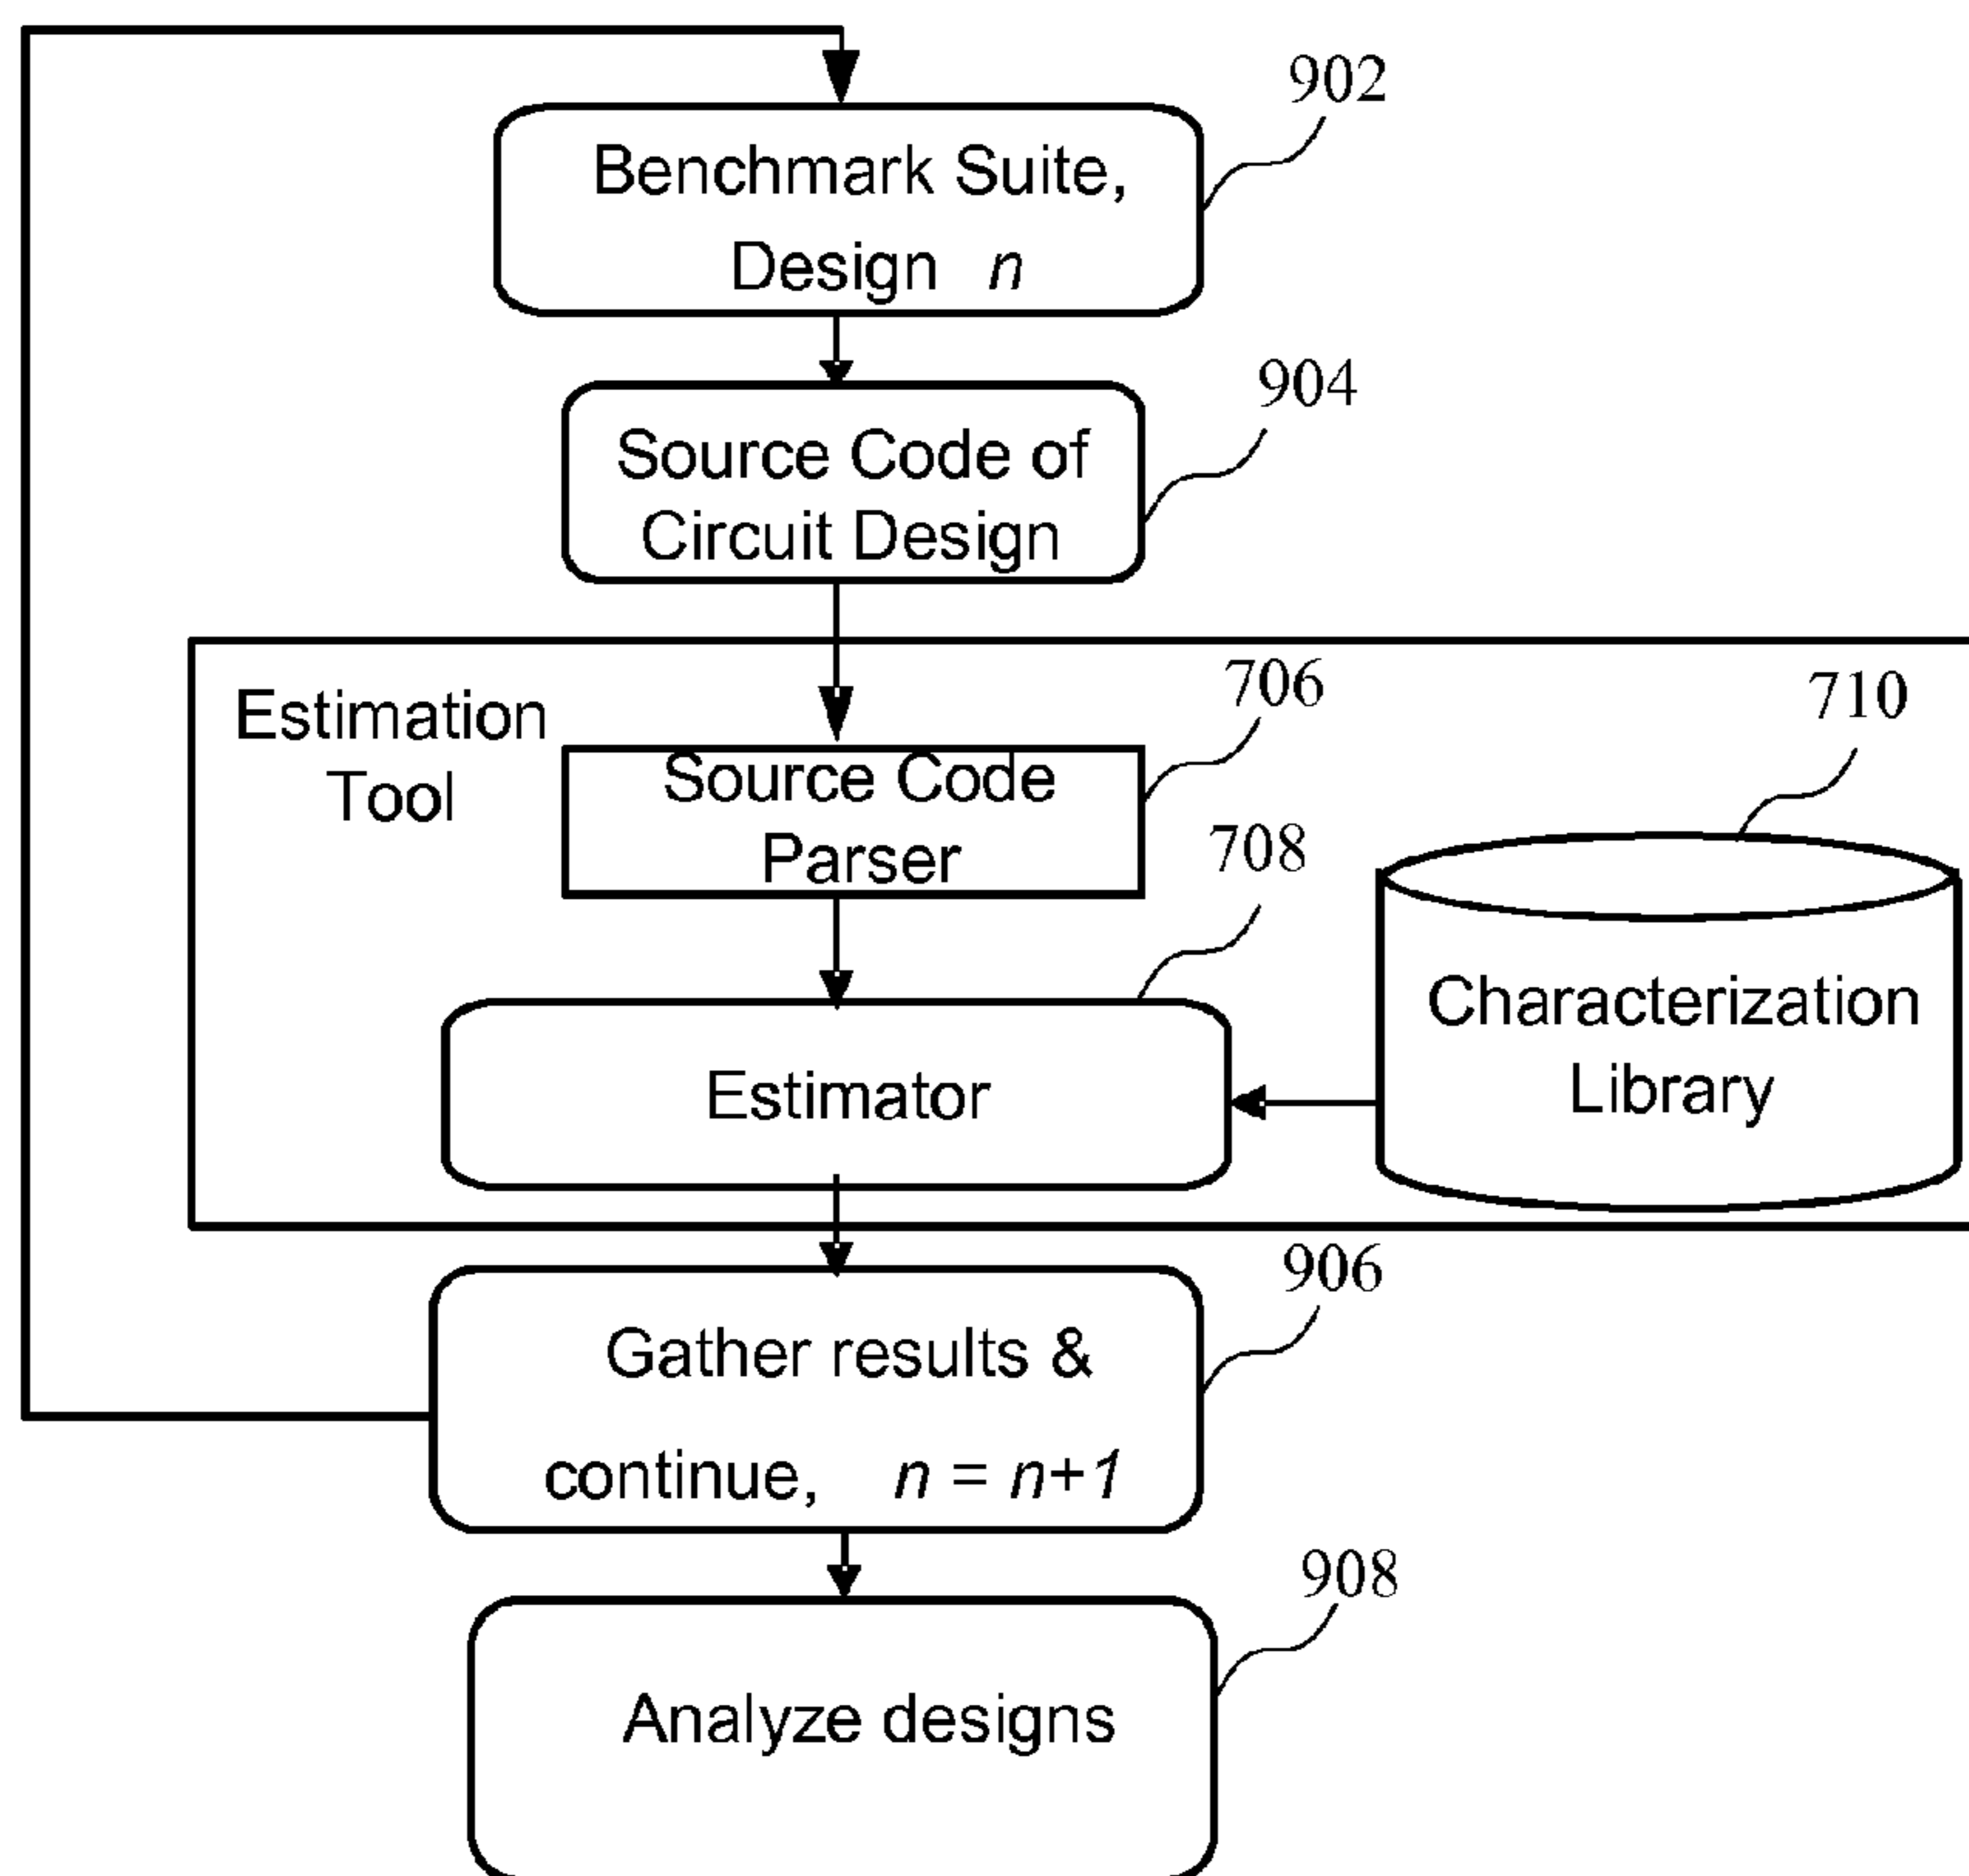 902
Benchmark Suite,
Design n
904
Source Code of
Circuit Design
Estimation
Tool
706
Source Code
Parser
710
708
Characterization
Library
Estimator
906
Gather results &
continue, n = n+1
908
Analyze designs